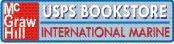 Mc
Graw
Hill
USPS BOOKSTORE
INTERNATIONAL MARINE